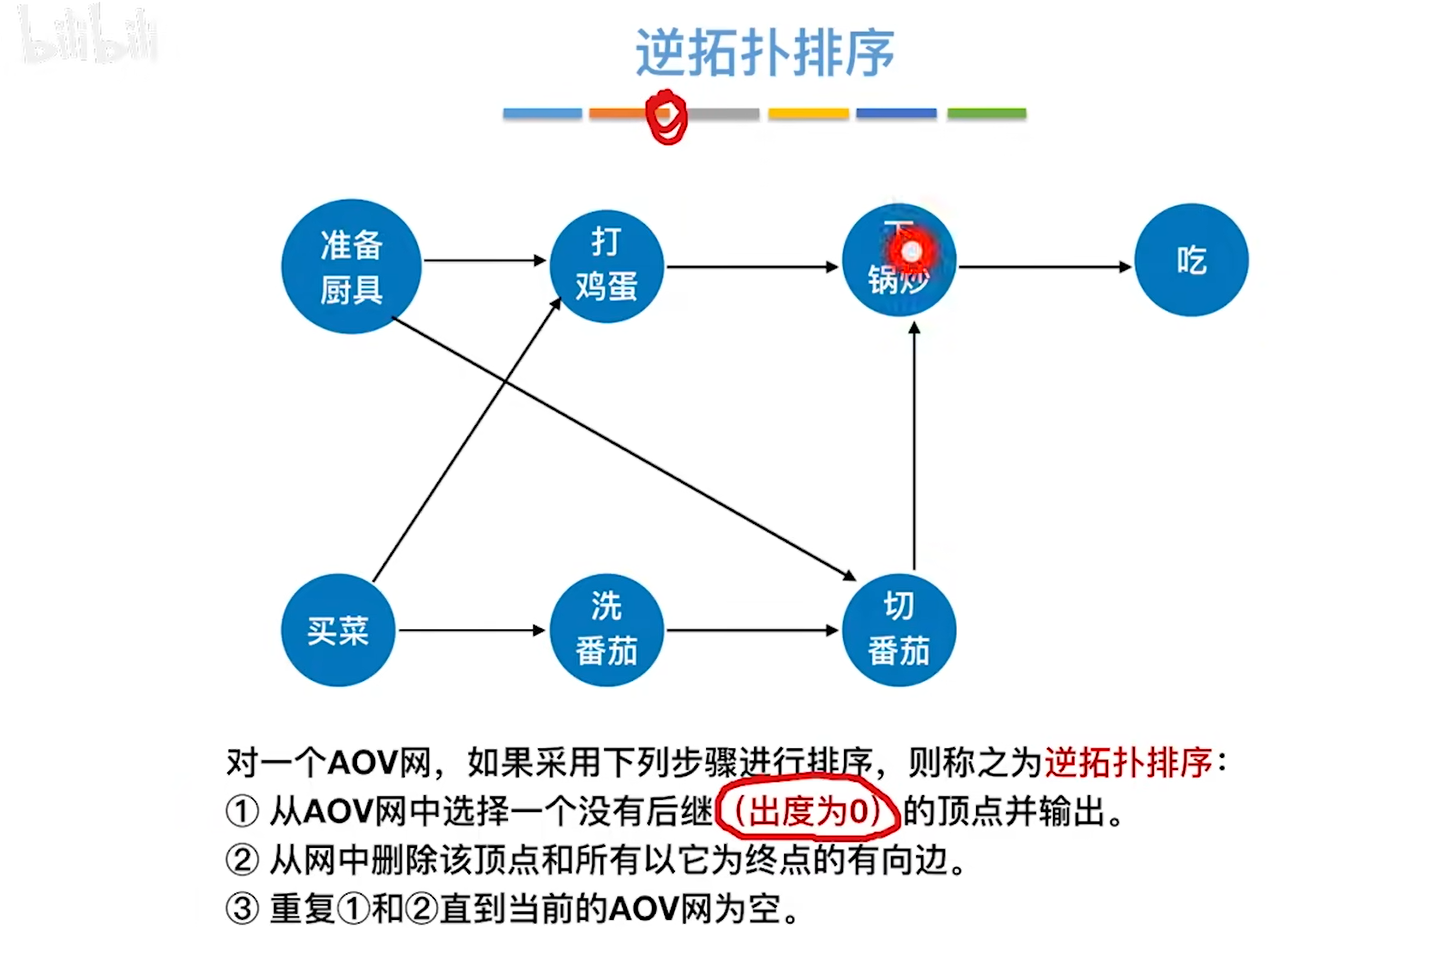 bilibili
逆拓扑排序
准备
厨具
打
鸡蛋
下
锅炒
吃
买菜
洗
番茄
切
番茄
对一个AOV网，如果采用下列步骤进行排序，则称之为逆拓扑排序：
① 从AOV网中选择一个没有后继（出度为0）的顶点并输出。
② 从网中删除该顶点和所有以它为终点的有向边。
③ 重复①和②直到当前的AOV网为空。